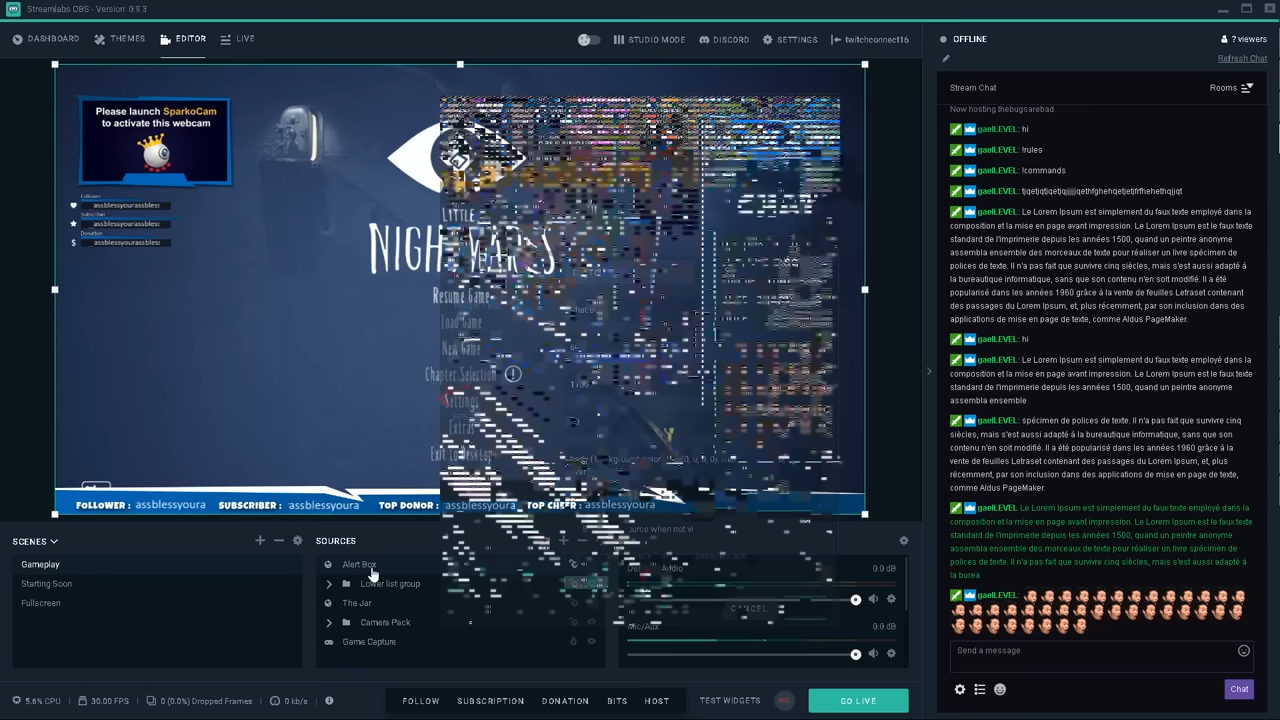 Streamlabs OBS - Version: 0.9.3
DASHBOARD THEMES EDITOR LIVE STUDIO MODE DISCORD SETTINGS twitchconnect16
OFFLINE ? viewers
Refresh Chat
Please launch SparkoCam
to activate this webcam
Follower
assblessyourassbless
Subscriber
assblessyourassbless
Donation
$ assblessyourassbless
LITTLE
NIGHTMARES
Resume Game
Load Game
New Game
Chapter Selection
Settings
Extras
Exit to Desktop
FOLLOWER : assblessyoura SUBSCRIBER : assblessyoura TOP DONOR : assblessyoura TOP CHEER : assblessyoura
source when not vi
SCENES
Gameplay
Starting Soon
Fullscreen
SOURCES
Alert Box
Lower list group
The Jar
Camera Pack
Game Capture
Audio 0.0 dB
CANCEL
Mic/Aux 0.0 dB
5.6% CPU 30.00 FPS 0 (0.0%) Dropped Frames 0 kb/s
FOLLOW SUBSCRIPTION DONATION BITS HOST TEST WIDGETS REC GO LIVE
Stream Chat Rooms
Now hosting thebugsarebad
gaelLEVEL: hi
gaelLEVEL: !rules
gaelLEVEL: !commands
gaelLEVEL: Le Lorem Ipsum est simplement du faux texte employé dans la
composition et la mise en page avant impression. Le Lorem Ipsum est le faux
texte standard de l'imprimerie depuis les années 1500, quand un peintre anonyme
assembla ensemble des morceaux de texte pour réaliser un livre spécimen de
polices de texte. Il n'a pas fait que survivre cinq siècles, mais s'est aussi adapté à
la bureautique informatique, sans que son contenu n'en soit modifié. Il a été
popularisé dans les années 1960 grâce à la vente de feuilles Letraset contenant
des passages du Lorem Ipsum, et, plus récemment, par son inclusion dans des
applications de mise en page de texte, comme Aldus PageMaker.
gaelLEVEL: hi
gaelLEVEL: Le Lorem Ipsum est simplement du faux texte employé dans la
composition et la mise en page avant impression. Le Lorem Ipsum est le faux texte
standard de l'imprimerie depuis les années 1500, quand un peintre anonyme
assembla ensemble
gaelLEVEL: spécimen de polices de texte. Il n'a pas fait que survivre cinq
siècles, mais s'est aussi adapté à la bureautique informatique, sans que son
contenu n'en soit modifié. Il a été popularisé dans les années 1960 grâce à la
vente de feuilles Letraset contenant des passages du Lorem Ipsum, et, plus
récemment, par son inclusion dans des applications de mise en page de texte,
comme Aldus PageMaker.
gaelLEVEL Le Lorem Ipsum est simplement du faux texte employé dans la
composition et la mise en page avant impression. Le Lorem Ipsum est le faux texte
standard de l'imprimerie depuis les années 1500, quand un peintre anonyme
assembla ensemble des morceaux de texte pour réaliser un livre spécimen de
polices de texte. Il n'a pas fait que survivre cinq siècles, mais s'est aussi adapté
à la burea
gaelLEVEL:
Send a message
Chat